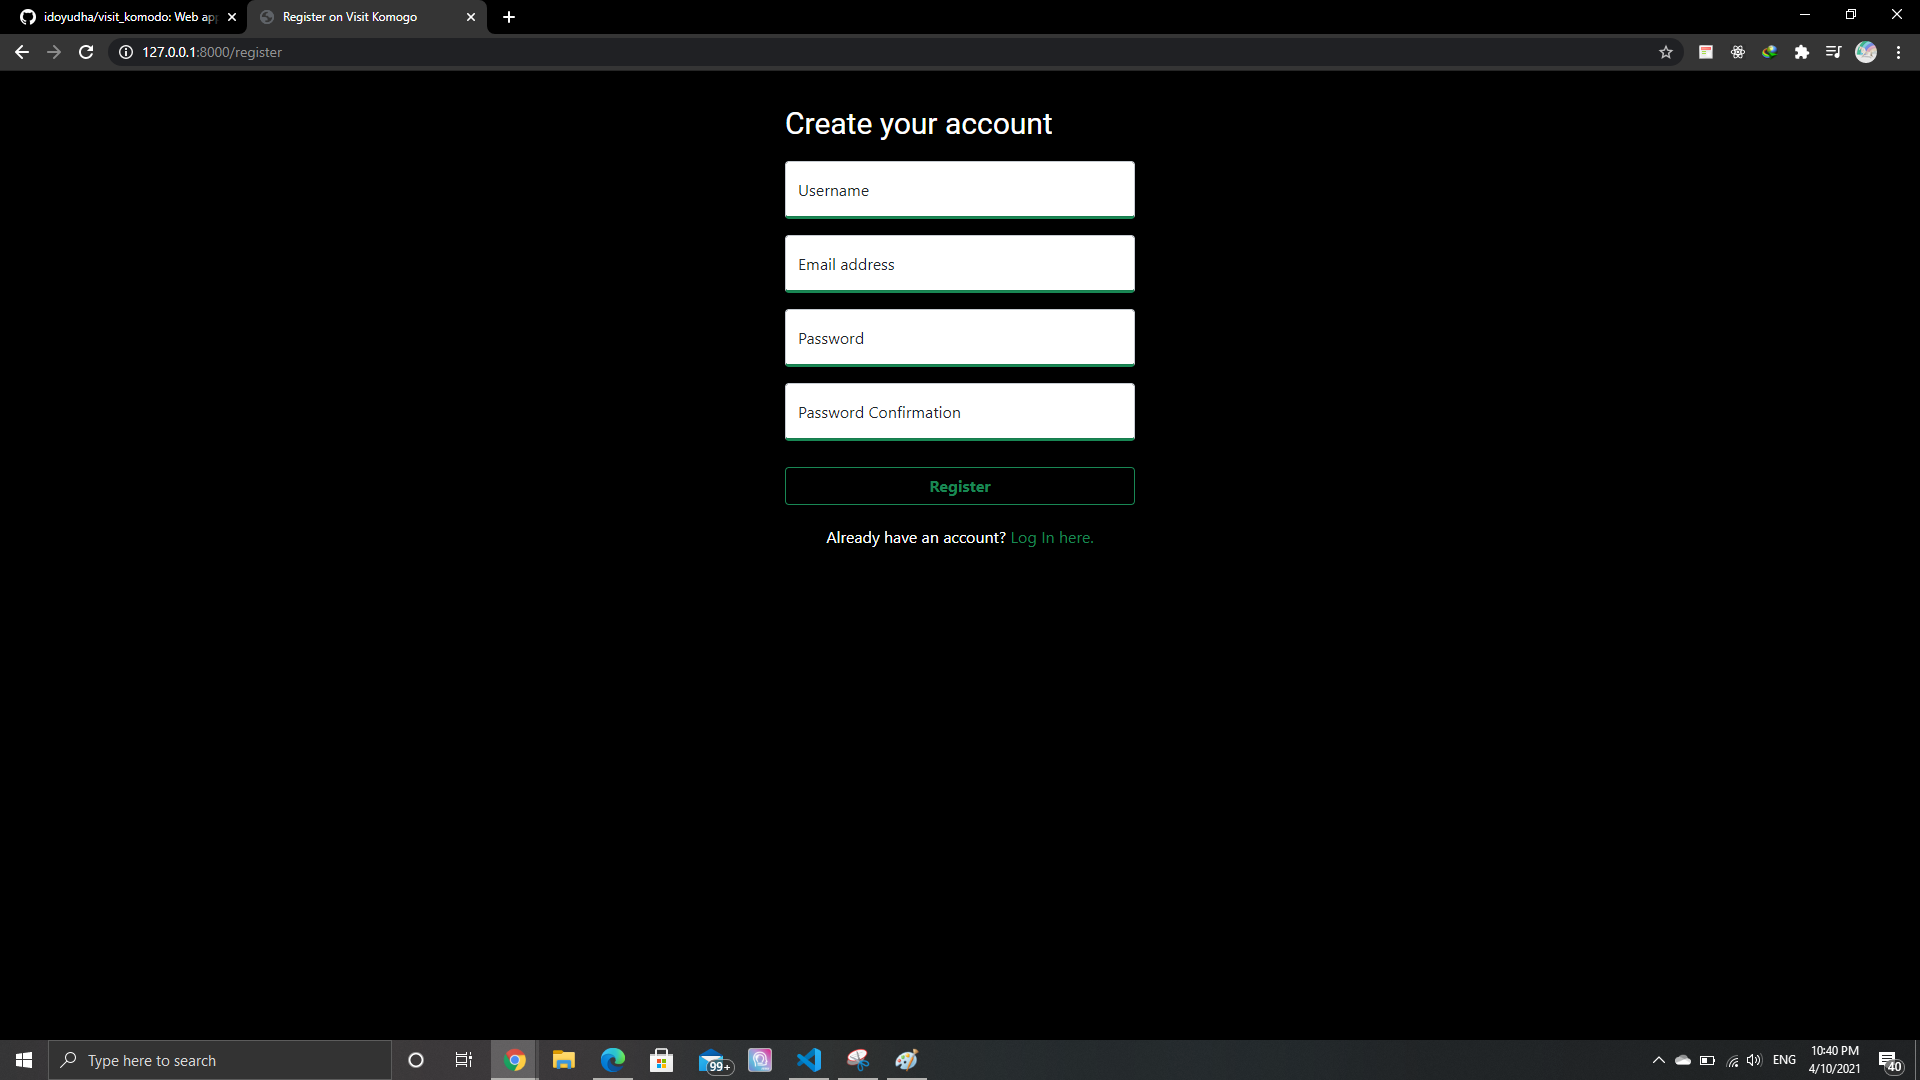 idoyudha/visit_komodo: Web app
Register on Visit Komogo
127.0.0.1:8000/register
Create your account
Username
Email address
Password
Password Confirmation
Register
Already have an account? Log In here.
Type here to search
99+
ENG
10:40 PM
4/10/2021
40